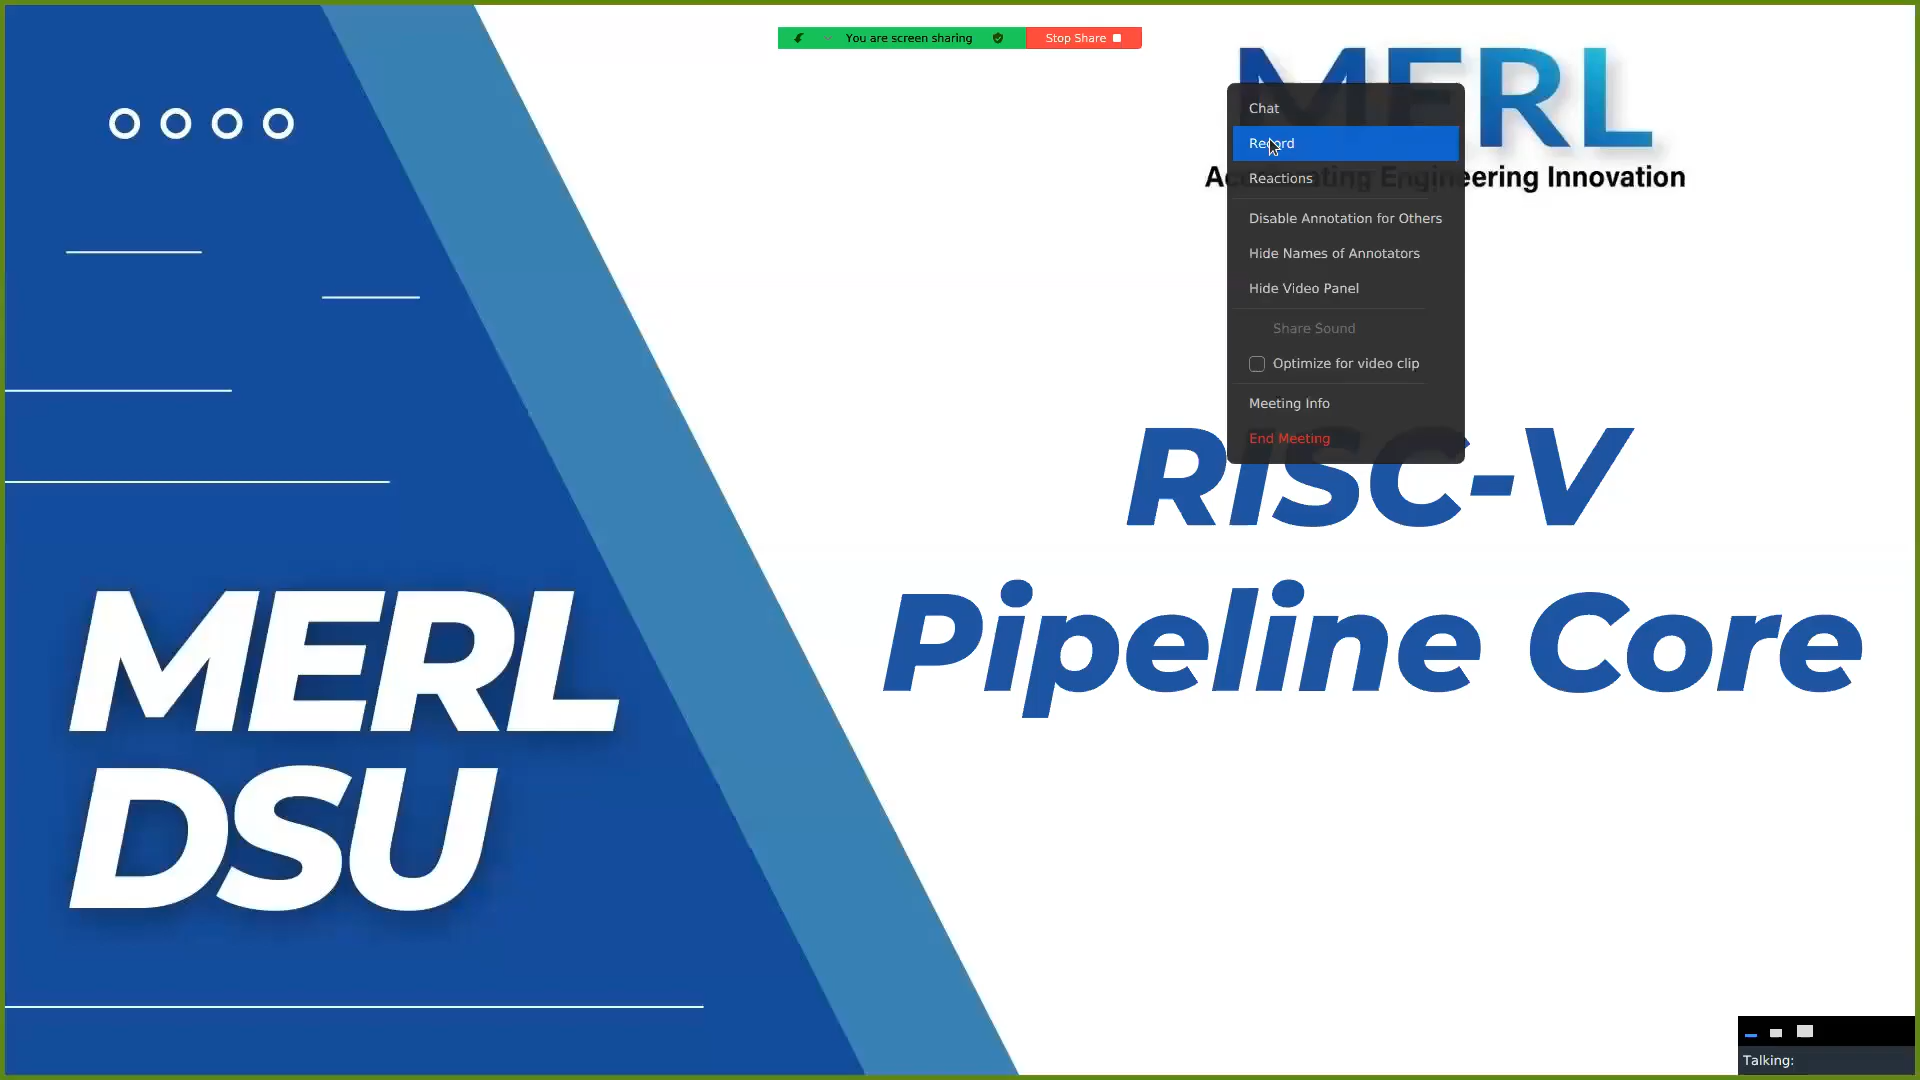 You are screen sharing
Stop Share
MERL
Accelerating Engineering Innovation
Chat
Record
Reactions
Disable Annotation for Others
Hide Names of Annotators
Hide Video Panel
Share Sound
Optimize for video clip
Meeting Info
End Meeting
RISC-V
Pipeline Core
MERL
DSU
Talking: